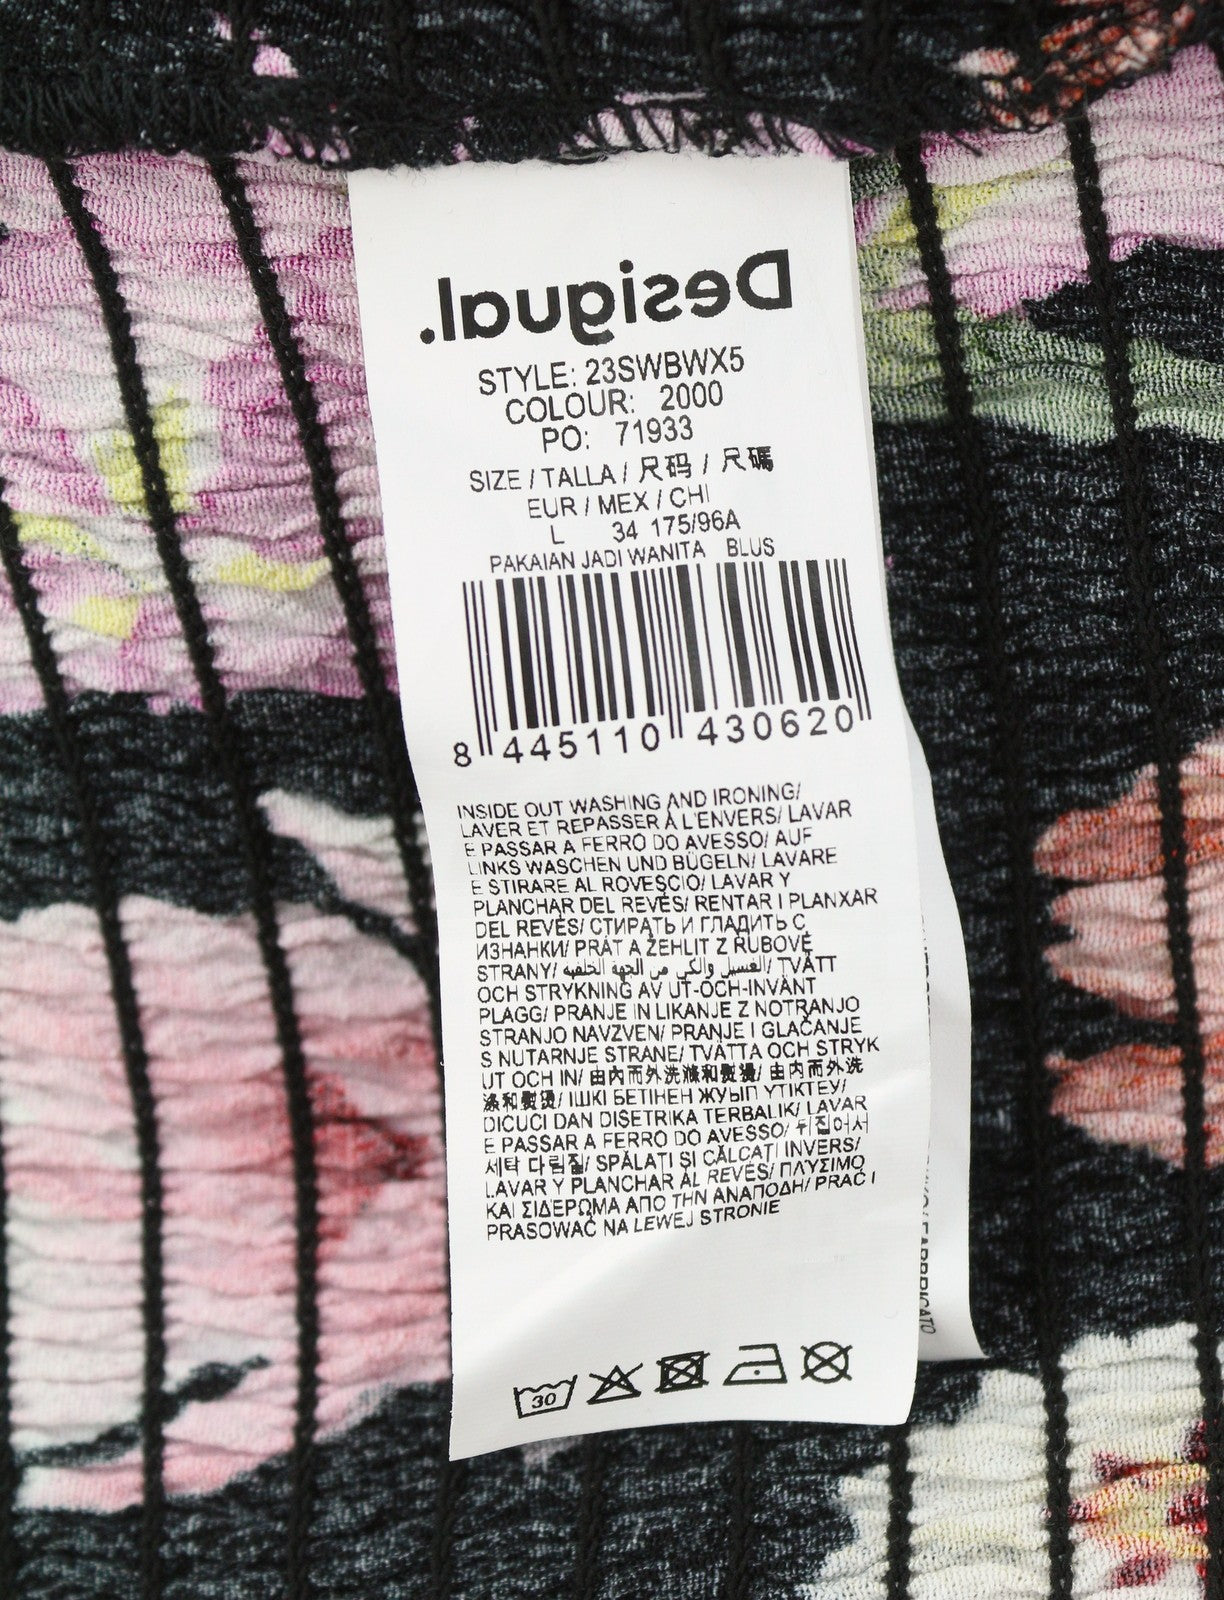 Desigual.
STYLE: 23SWBWX5
COLOUR: 2000
PO: 71933
SIZE / TALLA / 尺码 / 尺碼
EUR / MEX / CHI
L 34 175/96A
PAKAIAN JADI WANITA BLUS
8 445110 430620
INSIDE OUT WASHING AND IRONING/
LAVER ET REPASSER À L'ENVERS/ LAVAR
E PASSAR A FERRO DO AVESSO/ AUF
LINKS WASCHEN UND BÜGELN/ LAVARE
E STIRARE AL ROVESCIO/ LAVAR Y
PLANCHAR DEL REVÉS/ RENTAR I PLANXAR
DEL REVÉS/ СТИРАТЬ И ГЛАДИТЬ С
ИЗНАНКИ/ PRÁT A ŽEHLIT Z RUBOVÉ
STRANY/ الغسيل والكي من الجهة الخلفيه/ TVÄTT
OCH STRYKNING AV UT-OCH-INVÄNT
PLAGG/ PRANJE IN LIKANJE Z NOTRANJO
STRANJO NAVZVEN/ PRANJE I GLAČANJE
S NUTARNJE STRANE/ TVÄTTA OCH STRYK
UT OCH IN/ 由内而外洗滌和熨燙/ 由内而外洗
滌和熨燙/ ІШКІ БЕТІНЕН ЖУЫП ҮТІКТЕУ/
DICUCI DAN DISETRIKA TERBALIK/ LAVAR
E PASSAR A FERRO DO AVESSO/ 뒤집어서
세탁 다림질/ SPĂLAȚI ȘI CĂLCAȚI INVERS/
LAVAR Y PLANCHAR AL REVÉS/ ΠΛΥΣΙΜΟ
ΚΑΙ ΣΙΔΕΡΩΜΑ ΑΠΟ ΤΗΝ ΑΝΑΠΟΔΗ/ PRAĆ I
PRASOWAĆ NA LEWEJ STRONIE
30